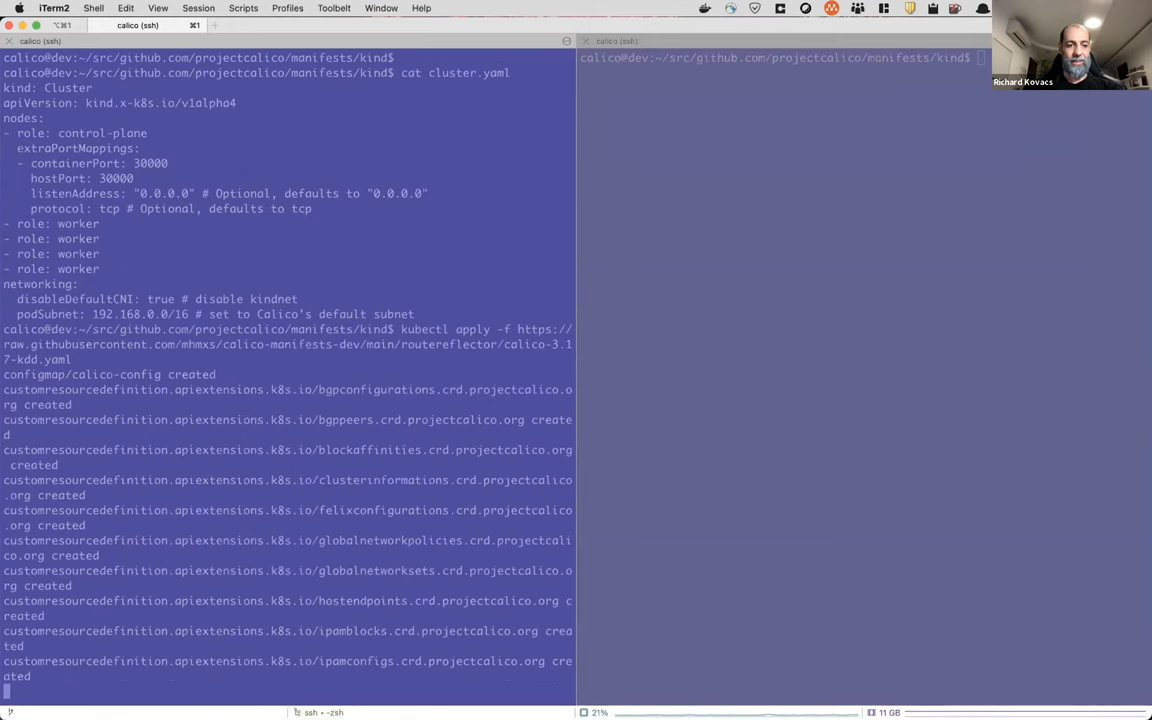 iTerm2 Shell Edit View Session Scripts Profiles Toolbelt Window Help
⌥⌘1 calico (ssh) ⌘1 +
calico (ssh)
calico@dev:~/src/github.com/projectcalico/manifests/kind$
calico@dev:~/src/github.com/projectcalico/manifests/kind$ cat cluster.yaml
kind: Cluster
apiVersion: kind.x-k8s.io/v1alpha4
nodes:
- role: control-plane
  extraPortMappings:
  - containerPort: 30000
    hostPort: 30000
    listenAddress: "0.0.0.0" # Optional, defaults to "0.0.0.0"
    protocol: tcp # Optional, defaults to tcp
- role: worker
- role: worker
- role: worker
- role: worker
networking:
  disableDefaultCNI: true # disable kindnet
  podSubnet: 192.168.0.0/16 # set to Calico's default subnet
calico@dev:~/src/github.com/projectcalico/manifests/kind$ kubectl apply -f https://
raw.githubusercontent.com/mhmxs/calico-manifests-dev/main/routereflector/calico-3.1
7-kdd.yaml
configmap/calico-config created
customresourcedefinition.apiextensions.k8s.io/bgpconfigurations.crd.projectcalico.o
rg created
customresourcedefinition.apiextensions.k8s.io/bgppeers.crd.projectcalico.org create
d
customresourcedefinition.apiextensions.k8s.io/blockaffinities.crd.projectcalico.org
 created
customresourcedefinition.apiextensions.k8s.io/clusterinformations.crd.projectcalico
.org created
customresourcedefinition.apiextensions.k8s.io/felixconfigurations.crd.projectcalico
.org created
customresourcedefinition.apiextensions.k8s.io/globalnetworkpolicies.crd.projectcali
co.org created
customresourcedefinition.apiextensions.k8s.io/globalnetworksets.crd.projectcalico.o
rg created
customresourcedefinition.apiextensions.k8s.io/hostendpoints.crd.projectcalico.org c
reated
customresourcedefinition.apiextensions.k8s.io/ipamblocks.crd.projectcalico.org crea
ted
customresourcedefinition.apiextensions.k8s.io/ipamconfigs.crd.projectcalico.org cre
ated
calico (ssh)
calico@dev:~/src/github.com/projectcalico/manifests/kind$
Richard Kovacs
ssh • -zsh
21%
11 GB